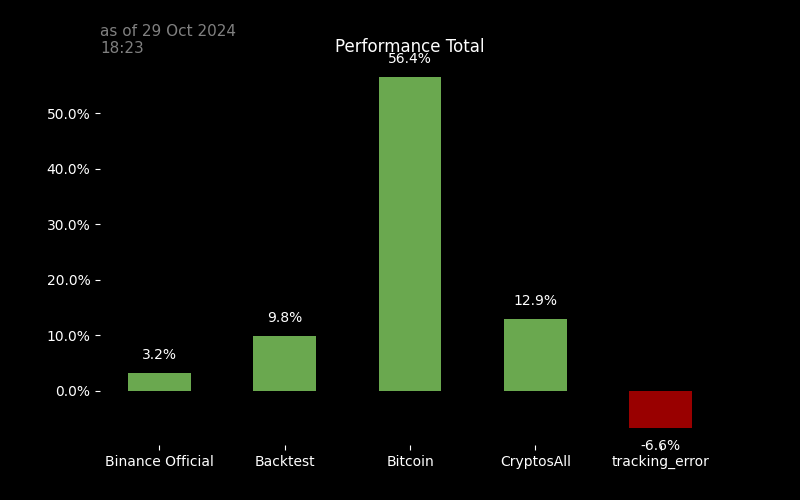 as of 29 Oct 2024
18:23
Performance Total
56.4%
50.0%
40.0%
30.0%
20.0%
12.9%
9.8%
10.0%
3.2%
0.0%
-6.6%
Binance Official
Backtest
Bitcoin
CryptosAll
tracking_error